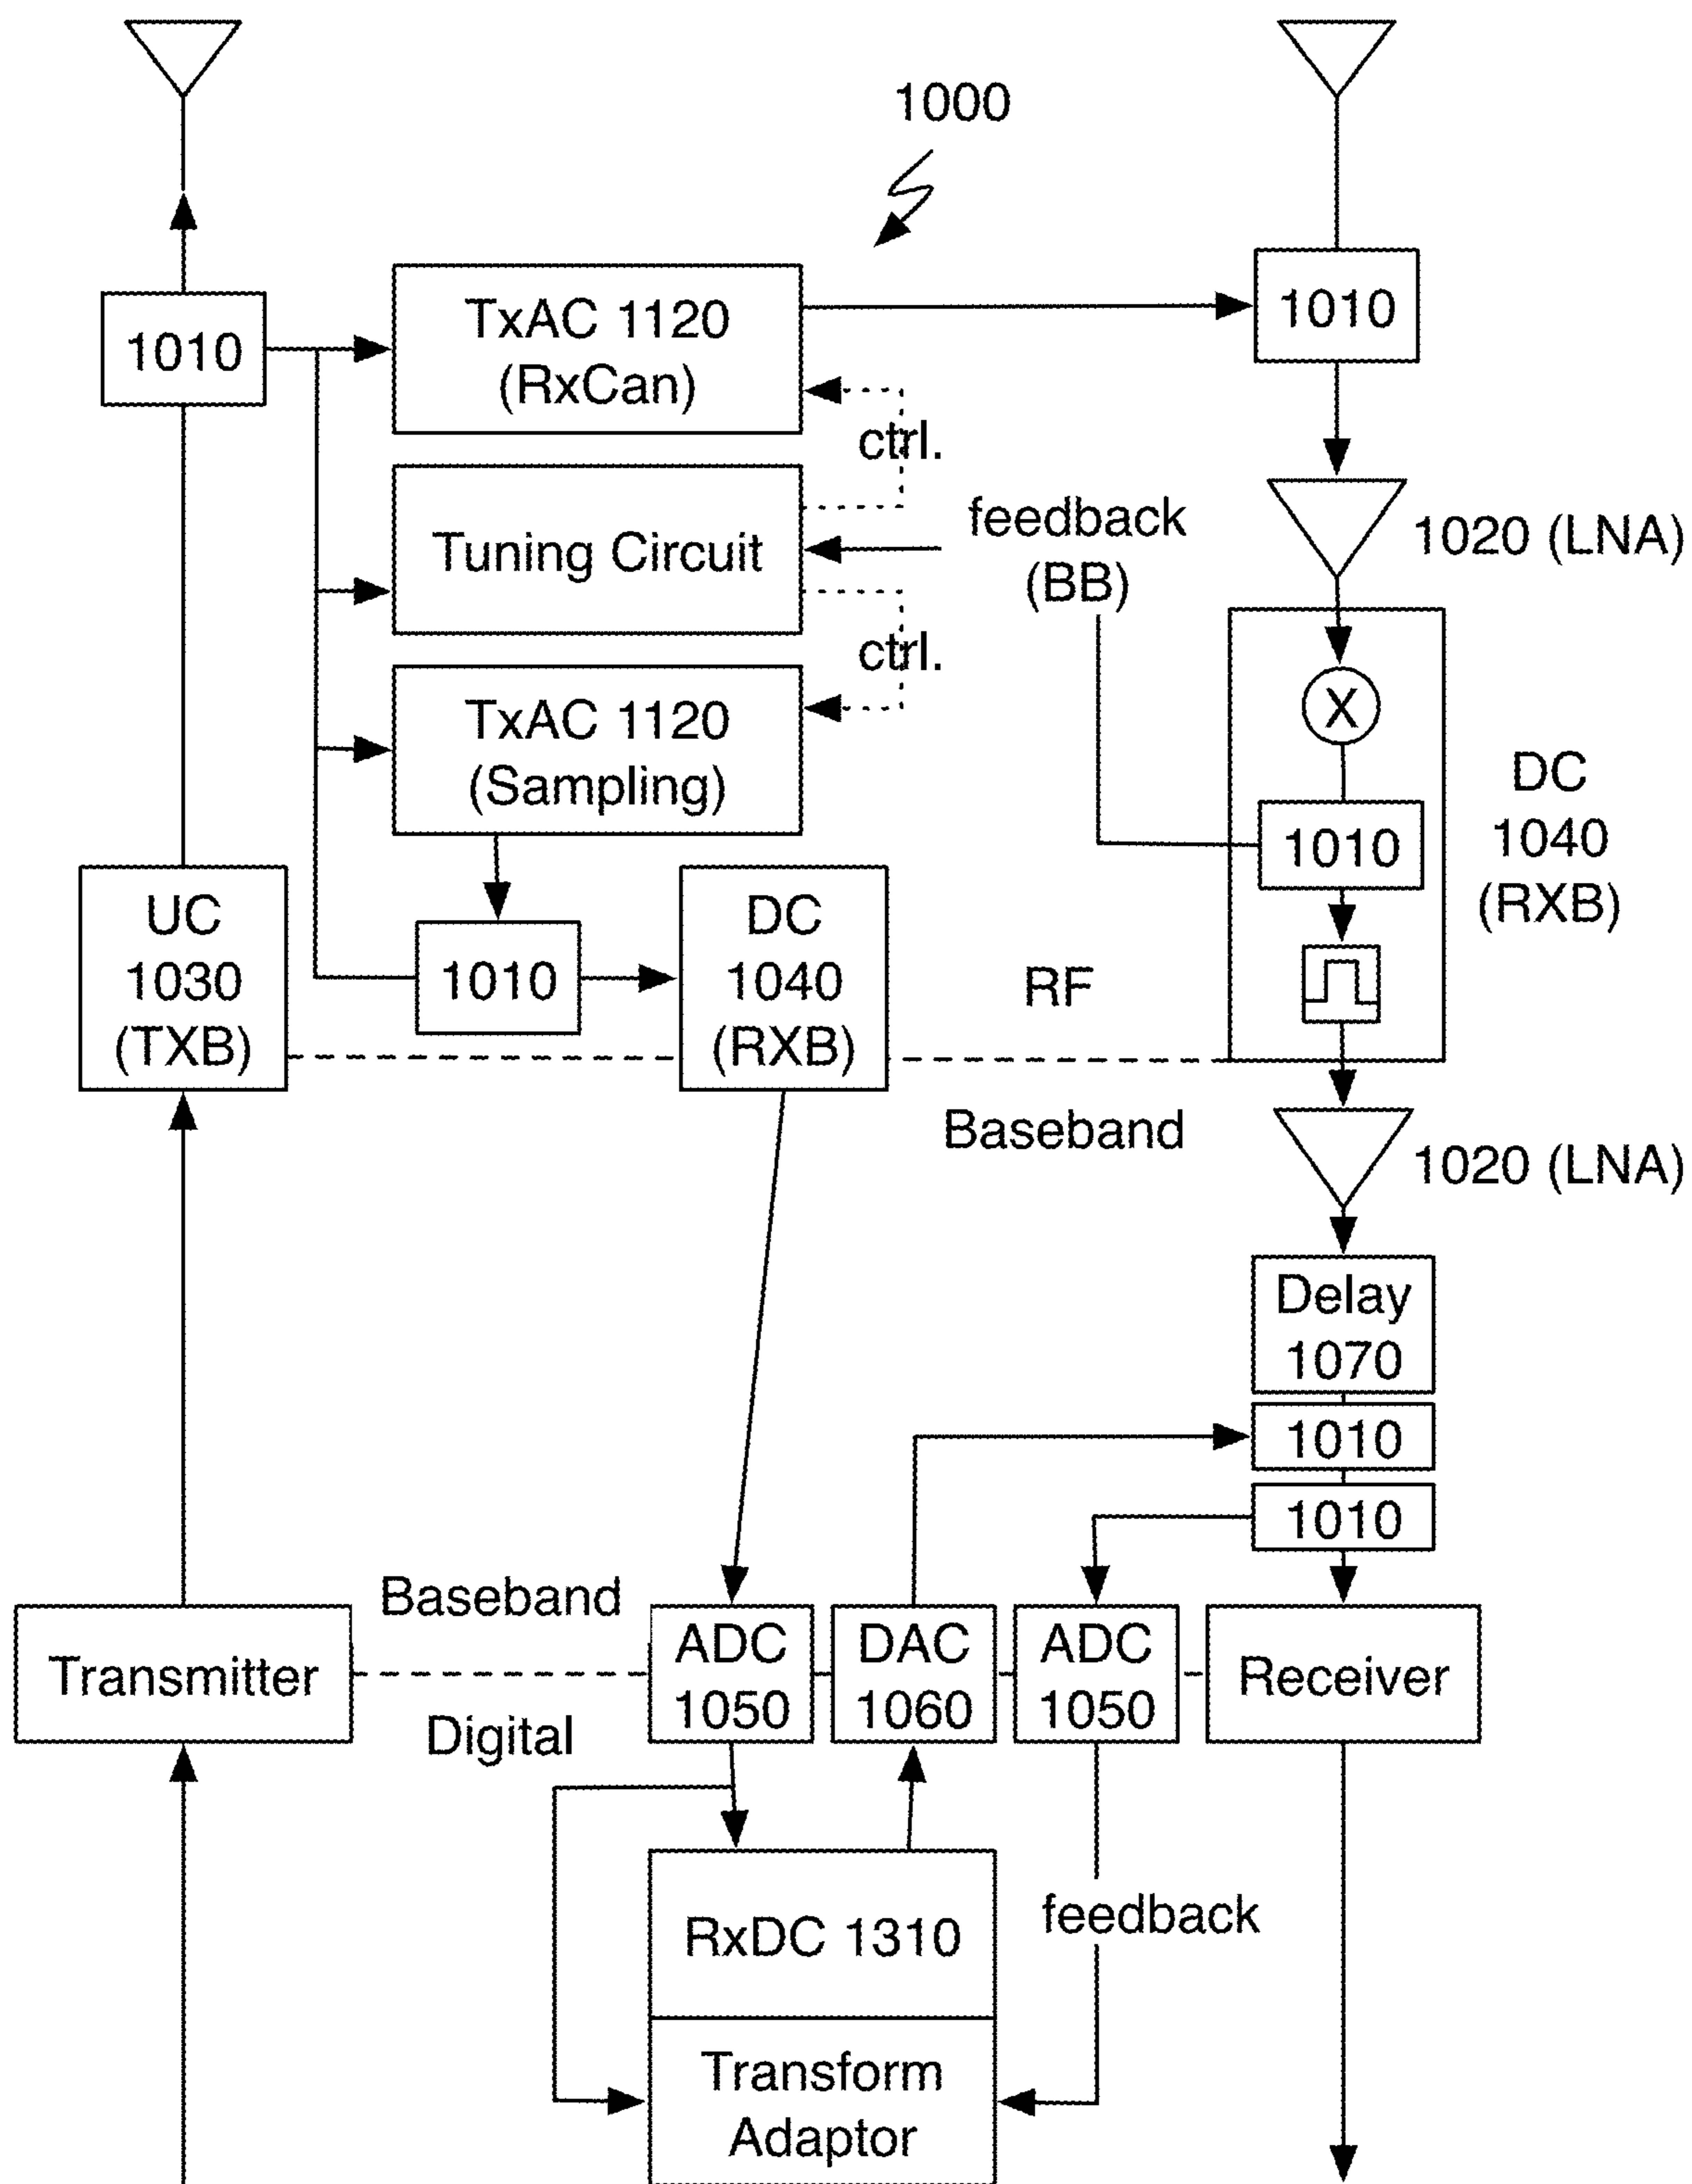 1000
1010
TxAC 1120
(RxCan)
1010
ctrl.
Tuning Circuit
feedback
(BB)
1020 (LNA)
ctrl.
TxAC 1120
(Sampling)
X
DC
1040
(RXB)
1010
UC
1030
(TXB)
1010
DC
1040
(RXB)
RF
Baseband
1020 (LNA)
Delay
1070
1010
1010
Baseband
Transmitter
ADC
1050
DAC
1060
ADC
1050
Receiver
Digital
RxDC 1310
feedback
Transform
Adaptor